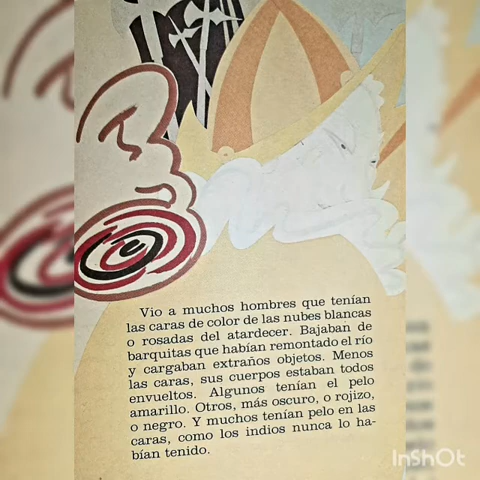 Vio a muchos hombres que tenían
las caras de color de las nubes blancas
o rosadas del atardecer. Bajaban de
barquitas que habían remontado el río
y cargaban extraños objetos. Menos
las caras, sus cuerpos estaban todos
envueltos. Algunos tenían el pelo
amarillo. Otros, más oscuro, o rojizo,
o negro. Y muchos tenían pelo en las
caras, como los indios nunca lo ha-
bían tenido.
InShOt